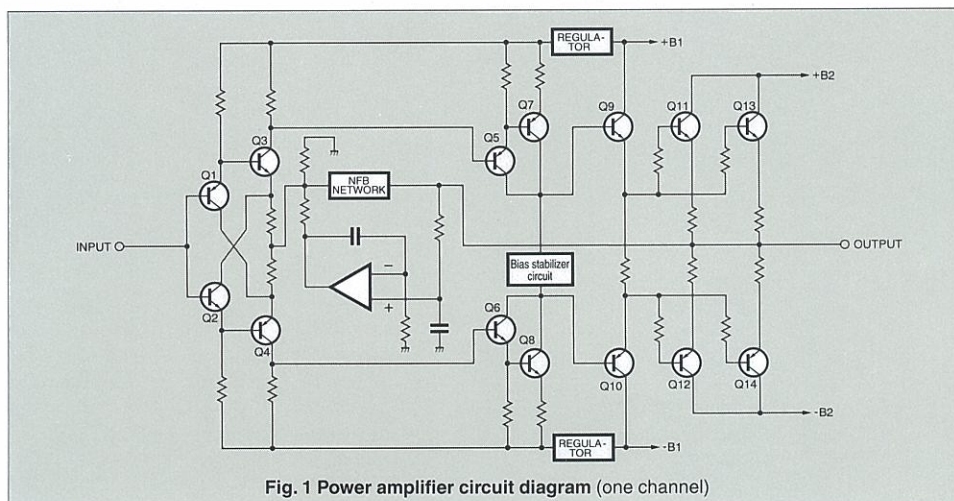 REGULA-
TOR
+B1
+B2
Q7
Q9
Q11
Q13
Q3
Q5
Q1
NFB
NETWORK
INPUT
OUTPUT
−
Bias stabilizer
circuit
+
Q2
Q6
Q8
Q4
Q10
Q12
Q14
-B2
REGULA-
TOR
-B1
Fig. 1 Power amplifier circuit diagram (one channel)